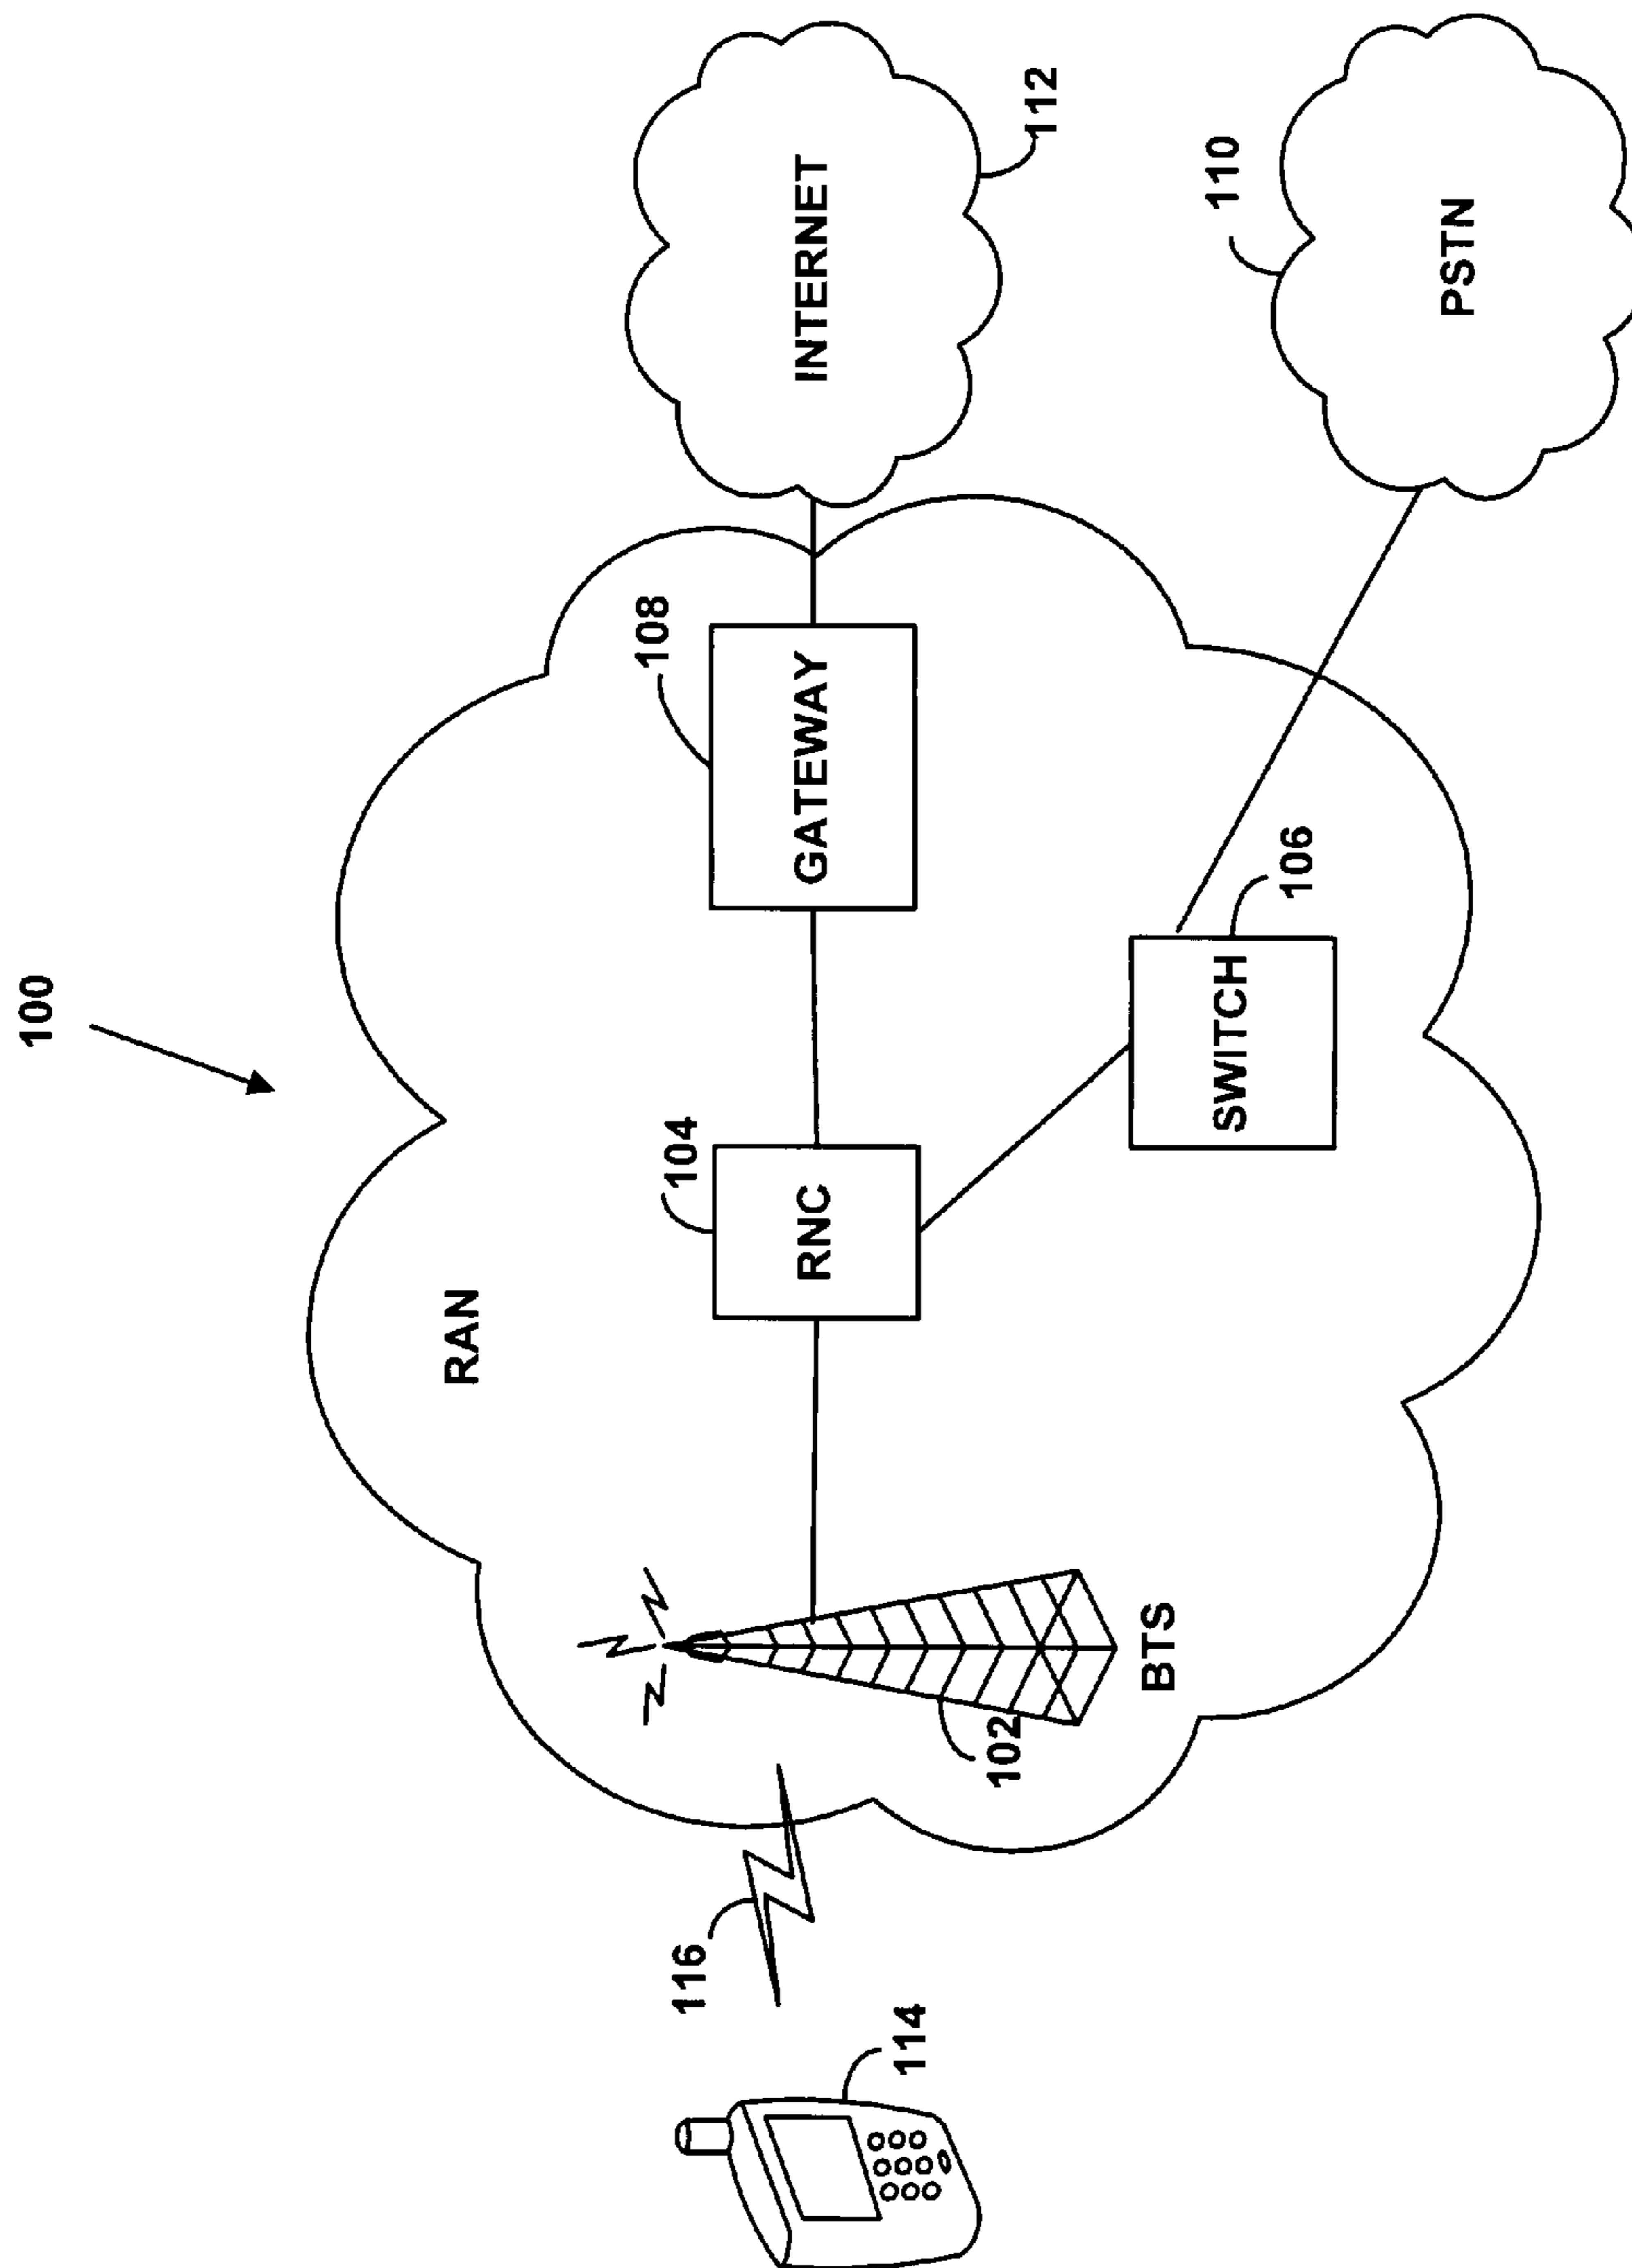 100
RAN
108
104
116
INTERNET
GATEWAY
RNC
112
114
102
BTS
110
106
SWITCH
PSTN